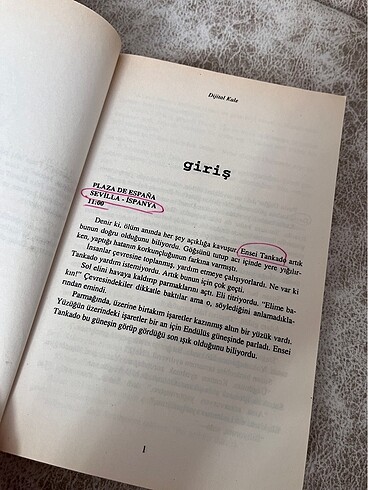 Dijital Kale
giriş
PLAZA DE ESPAÑA
SEVILLA - İSPANYA
11:00
Denir ki, ölüm anında her şey açıklığa kavuşur. Ensei Tankado artık
bunun doğru olduğunu biliyordu. Göğsünü tutup acı içinde yere yığılır-
ken, yaptığı hatanın korkunçluğunun farkına varmıştı.
İnsanlar çevresine toplanmış, yardım etmeye çalışıyorlardı. Ne var ki
Tankado yardım istemiyordu. Artık bunun için çok geçti.
Sol elini havaya kaldırıp parmaklarını açtı. Eli titriyordu. "Elime ba-
kın!" Çevresindekiler dikkatle baktılar ama o, söylediğini anlamadıkla-
rından emindi.
Parmağında, üzerine birtakım işaretler kazınmış altın bir yüzük vardı.
Yüzüğün üzerindeki işaretler bir an için Endülüs güneşinde parladı. Ensei
Tankado bu güneşin görüp gördüğü son ışık olduğunu biliyordu.
1